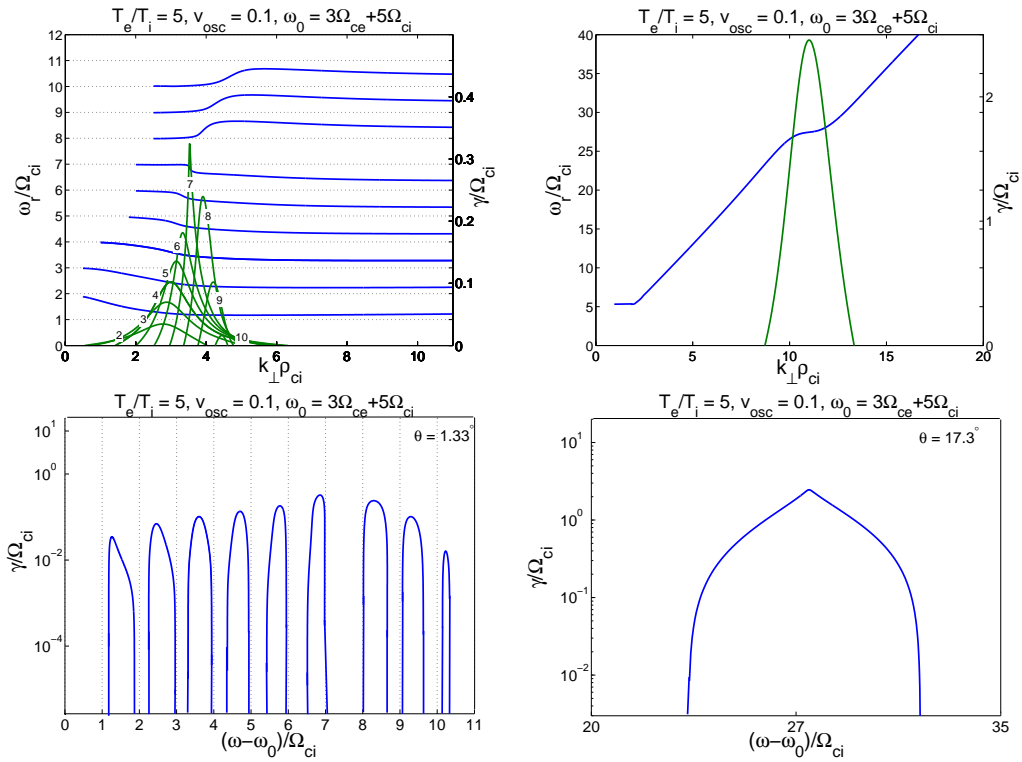 T_e/T_i = 5, v_osc = 0.1, ω_0 = 3Ω_ce+5Ω_ci
12
11
10
9
8
7
6
5
4
3
2
1
0
ω_r/Ω_ci
0.4
0.3
0.2
0.1
0
γ/Ω_ci
7
8
6
5
4
9
3
2
10
0 2 4 6 8 10
k_⊥ρ_ci
T_e/T_i = 5, v_osc = 0.1, ω_0 = 3Ω_ce+5Ω_ci
40
35
30
25
20
15
10
5
0
ω_r/Ω_ci
2
1
0
γ/Ω_ci
0 5 10 15 20
k_⊥ρ_ci
T_e/T_i = 5, v_osc = 0.1, ω_0 = 3Ω_ce+5Ω_ci
θ = 1.33°
10^1
10^0
10^−2
10^−4
γ/Ω_ci
0 1 2 3 4 5 6 7 8 9 10 11
(ω−ω_0)/Ω_ci
T_e/T_i = 5, v_osc = 0.1, ω_0 = 3Ω_ce+5Ω_ci
θ = 17.3°
10^1
10^0
10^−1
10^−2
γ/Ω_ci
20 27 35
(ω−ω_0)/Ω_ci